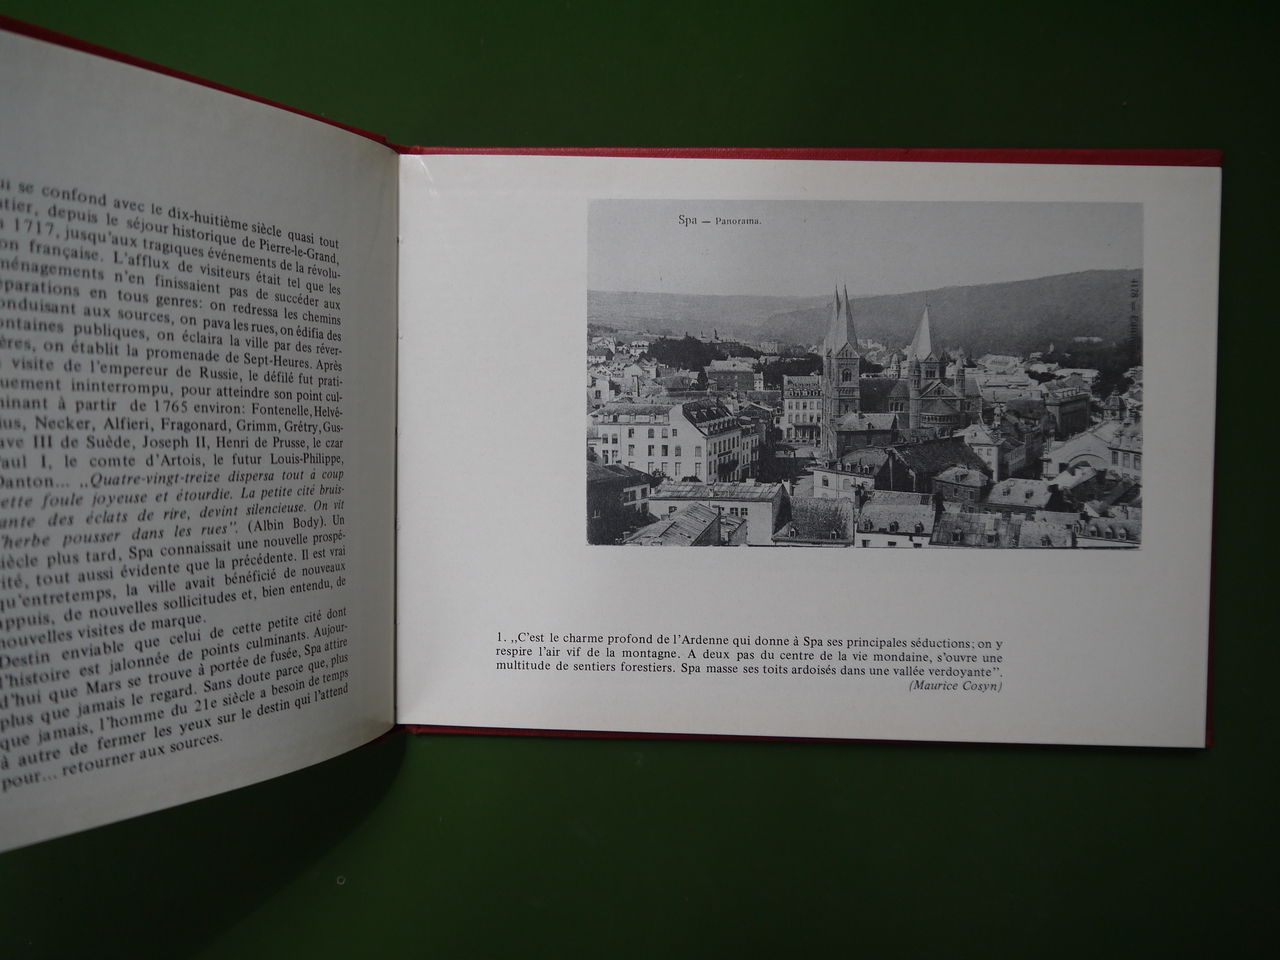 se confond avec le dix-huitième siècle quasi tout
depuis le séjour historique de Pierre-le-Grand,
1717, jusqu'aux tragiques événements de la révolu-
française. L'afflux de visiteurs était tel que les
n'en finissaient pas de succéder aux
en tous genres: on redressa les chemins
aux sources, on pava les rues, on édifia des
publiques, on éclaira la ville par des réver-
on établit la promenade de Sept-Heures. Après
visite de l'empereur de Russie, le défilé fut prati-
ininterrompu, pour atteindre son point cul-
minant à partir de 1765 environ: Fontenelle, Helvé-
Necker, Alfieri, Fragonard, Grimm, Grétry, Gus-
III de Suède, Joseph II, Henri de Prusse, le czar
Paul I, le comte d'Artois, le futur Louis-Philippe,
Danton... ,,Quatre-vingt-treize dispersa tout à coup
cette foule joyeuse et étourdie. La petite cité bruis-
sante des éclats de rire, devint silencieuse. On vit
l'herbe pousser dans les rues". (Albin Body). Un
siècle plus tard, Spa connaissait une nouvelle prospé-
rité, tout aussi évidente que la précédente. Il est vrai
qu'entretemps, la ville avait bénéficié de nouveaux
appuis, de nouvelles sollicitudes et, bien entendu, de
nouvelles visites de marque.
Destin enviable que celui de cette petite cité dont
l'histoire est jalonnée de points culminants. Aujour-
d'hui que Mars se trouve à portée de fusée, Spa attire
plus que jamais le regard. Sans doute parce que, plus
que jamais, l'homme du 21e siècle a besoin de temps
à autre de fermer les yeux sur le destin qui l'attend
pour... retourner aux sources.
Spa — Panorama.
4178 —
1. ,,C'est le charme profond de l'Ardenne qui donne à Spa ses principales séductions; on y
respire l'air vif de la montagne. A deux pas du centre de la vie mondaine, s'ouvre une
multitude de sentiers forestiers. Spa masse ses toits ardoisés dans une vallée verdoyante".
(Maurice Cosyn)